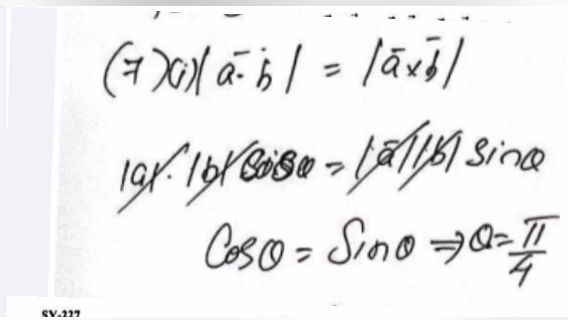 (7)(i) |ā·b̄| = |ā×b̄|
|a|·|b| cosθ = |ā||b| sinθ
Cosθ = Sinθ ⇒ θ = π/4
SY-227